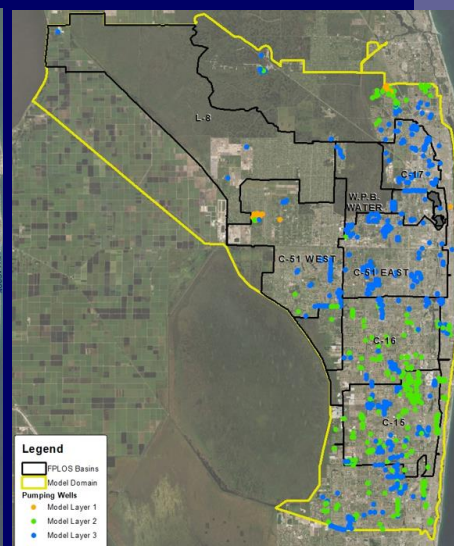 L-8
C-17
W.P.B.
WATER
C-51 WEST
C-51 EAST
C-16
C-15
Legend
FPLOS Basins
Model Domain
Pumping Wells
Model Layer 1
Model Layer 2
Model Layer 3